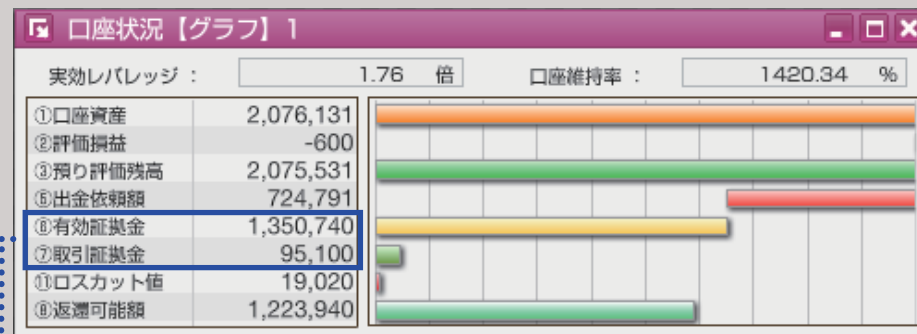 口座状況【グラフ】1
実効レバレッジ : 1.76 倍 口座維持率 : 1420.34 %
①口座資産 2,076,131
②評価損益 -600
③預り評価残高 2,075,531
⑤出金依頼額 724,791
⑥有効証拠金 1,350,740
⑦取引証拠金 95,100
⑪ロスカット値 19,020
⑧返還可能額 1,223,940